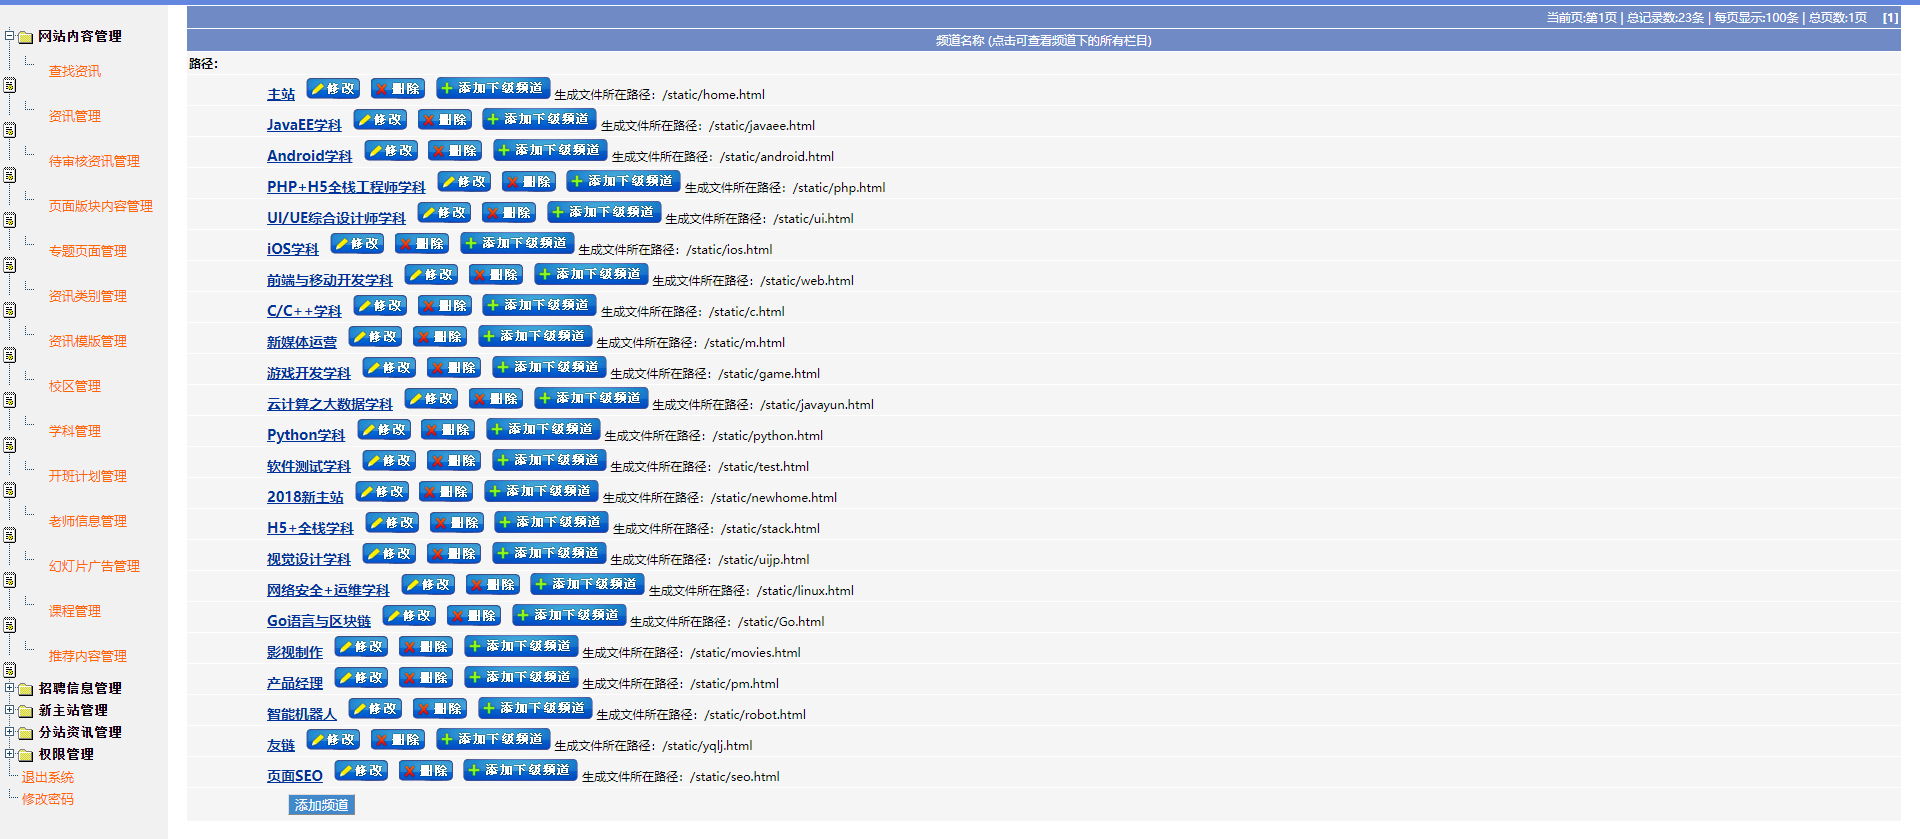 网站内容管理
查找资讯
资讯管理
待审核资讯管理
页面版块内容管理
专题页面管理
资讯类别管理
资讯模版管理
校区管理
学科管理
开班计划管理
老师信息管理
幻灯片广告管理
课程管理
推荐内容管理
招聘信息管理
新主站管理
分站资讯管理
权限管理
退出系统
修改密码
当前页:第1页 | 总记录数:23条 | 每页显示:100条 | 总页数:1页 [1]
频道名称 (点击可查看频道下的所有栏目)
路径:
主站 修改 删除 添加下级频道 生成文件所在路径: /static/home.html
JavaEE学科 修改 删除 添加下级频道 生成文件所在路径: /static/javaee.html
Android学科 修改 删除 添加下级频道 生成文件所在路径: /static/android.html
PHP+H5全栈工程师学科 修改 删除 添加下级频道 生成文件所在路径: /static/php.html
UI/UE综合设计师学科 修改 删除 添加下级频道 生成文件所在路径: /static/ui.html
iOS学科 修改 删除 添加下级频道 生成文件所在路径: /static/ios.html
前端与移动开发学科 修改 删除 添加下级频道 生成文件所在路径: /static/web.html
C/C++学科 修改 删除 添加下级频道 生成文件所在路径: /static/c.html
新媒体运营 修改 删除 添加下级频道 生成文件所在路径: /static/m.html
游戏开发学科 修改 删除 添加下级频道 生成文件所在路径: /static/game.html
云计算之大数据学科 修改 删除 添加下级频道 生成文件所在路径: /static/javayun.html
Python学科 修改 删除 添加下级频道 生成文件所在路径: /static/python.html
软件测试学科 修改 删除 添加下级频道 生成文件所在路径: /static/test.html
2018新主站 修改 删除 添加下级频道 生成文件所在路径: /static/newhome.html
H5+全栈学科 修改 删除 添加下级频道 生成文件所在路径: /static/stack.html
视觉设计学科 修改 删除 添加下级频道 生成文件所在路径: /static/uijp.html
网络安全+运维学科 修改 删除 添加下级频道 生成文件所在路径: /static/linux.html
Go语言与区块链 修改 删除 添加下级频道 生成文件所在路径: /static/Go.html
影视制作 修改 删除 添加下级频道 生成文件所在路径: /static/movies.html
产品经理 修改 删除 添加下级频道 生成文件所在路径: /static/pm.html
智能机器人 修改 删除 添加下级频道 生成文件所在路径: /static/robot.html
友链 修改 删除 添加下级频道 生成文件所在路径: /static/yqlj.html
页面SEO 修改 删除 添加下级频道 生成文件所在路径: /static/seo.html
添加频道